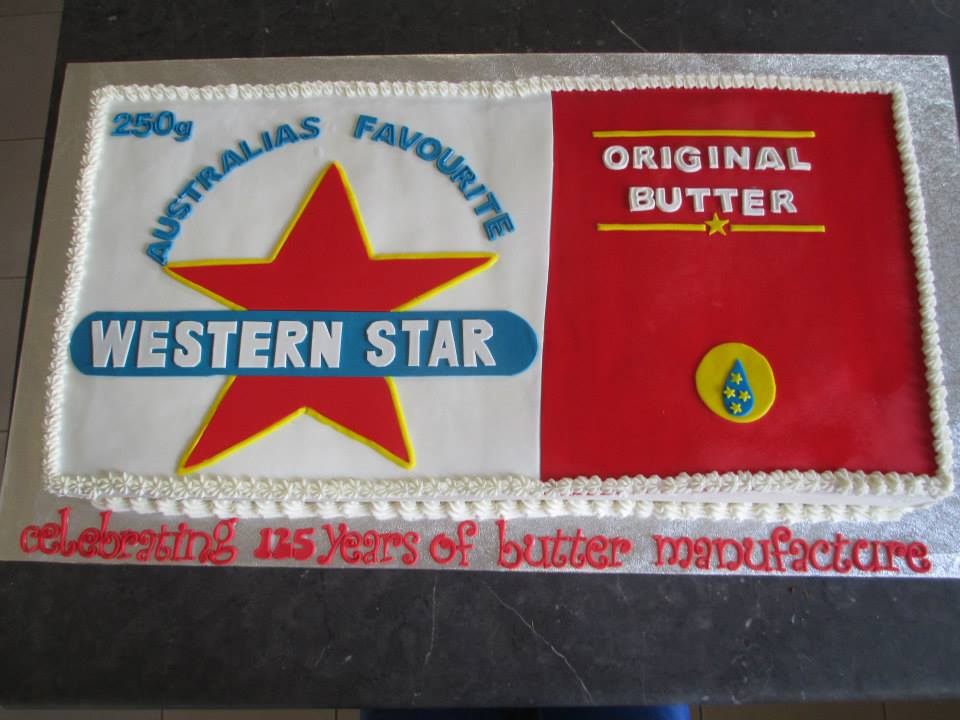 250g
AUSTRALIAS FAVOURITE
WESTERN STAR
ORIGINAL
BUTTER
celebrating 125 Years of butter manufacture